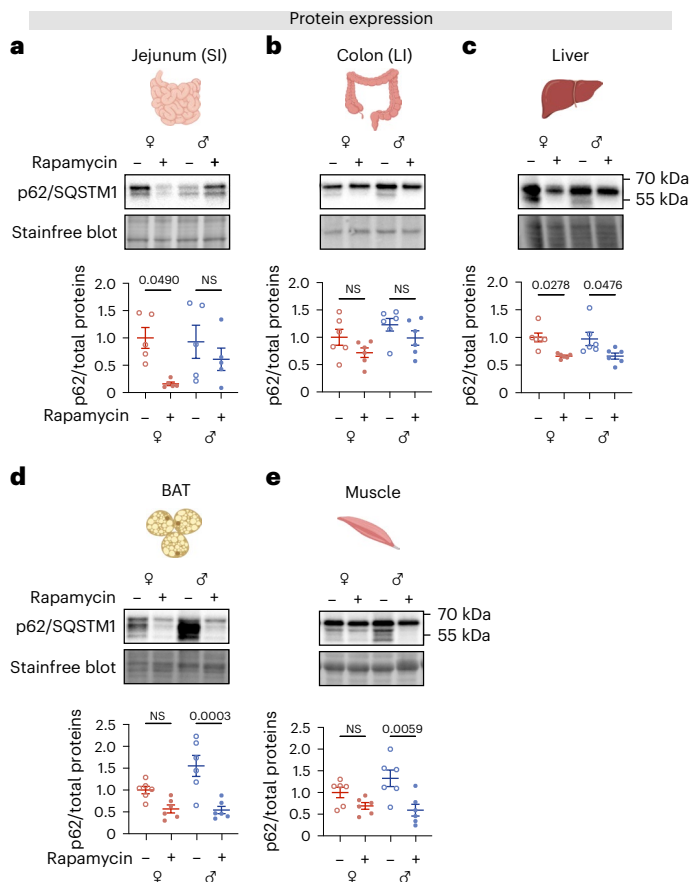 Protein expression
a
Jejunum (SI)
♀ ♂
Rapamycin – + – +
p62/SQSTM1
Stainfree blot
p62/total proteins
2.0
1.5
1.0
0.5
0
0.0490 NS
Rapamycin – + – +
♀ ♂
b
Colon (LI)
♀ ♂
– + – +
p62/total proteins
2.0
1.5
1.0
0.5
0
NS NS
– + – +
♀ ♂
c
Liver
♀ ♂
– + – +
70 kDa
55 kDa
p62/total proteins
2.0
1.5
1.0
0.5
0
0.0278 0.0476
– + – +
♀ ♂
d
BAT
♀ ♂
Rapamycin – + – +
p62/SQSTM1
Stainfree blot
p62/total proteins
2.5
2.0
1.5
1.0
0.5
0
NS 0.0003
Rapamycin – + – +
♀ ♂
e
Muscle
♀ ♂
– + – +
70 kDa
55 kDa
p62/total proteins
2.5
2.0
1.5
1.0
0.5
0
NS 0.0059
– + – +
♀ ♂